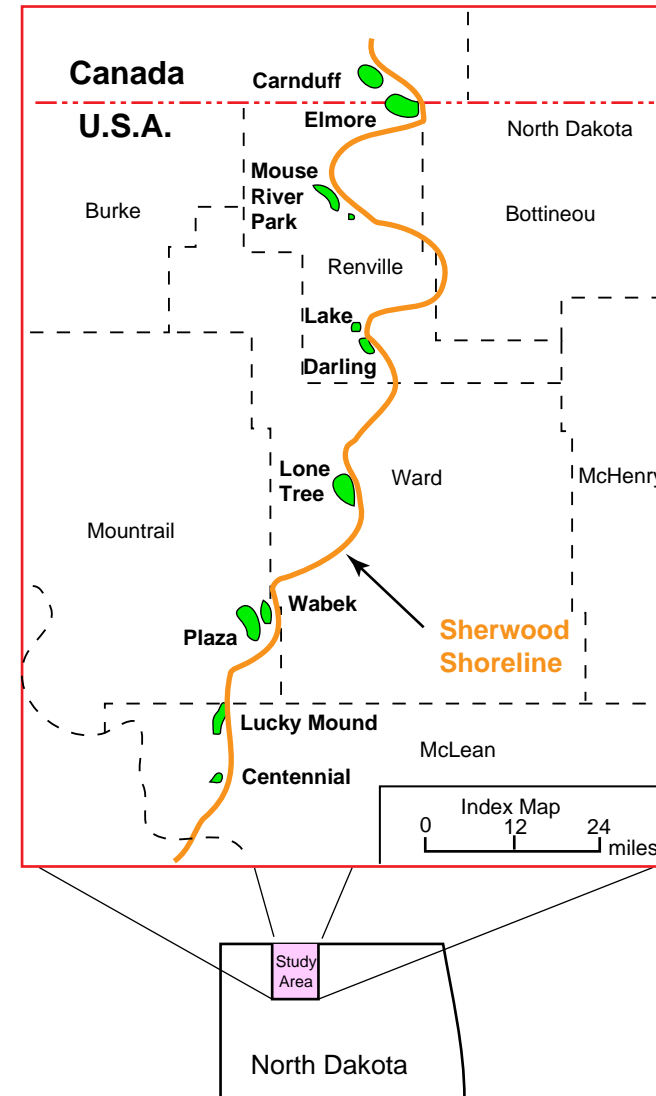 Canada
Carnduff
Elmore
U.S.A.
North Dakota
Mouse
River
Park
Burke
Bottineou
Renville
Lake
Darling
Lone
Tree
Ward
McHenry
Mountrail
Wabek
Plaza
Sherwood
Shoreline
Lucky Mound
McLean
Centennial
Index Map
0 12 24
miles
Study
Area
North Dakota